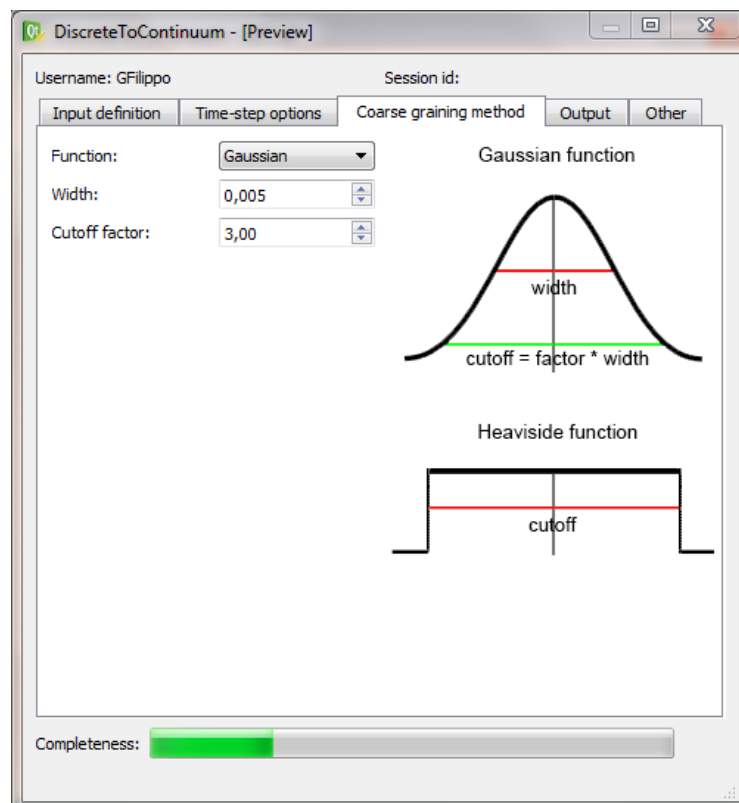 DiscreteToContinuum - [Preview]
Username: GFilippo Session id:
Input definition Time-step options Coarse graining method Output Other
Function: Gaussian
Width: 0,005
Cutoff factor: 3,00
Gaussian function
width
cutoff = factor * width
Heaviside function
cutoff
Completeness: